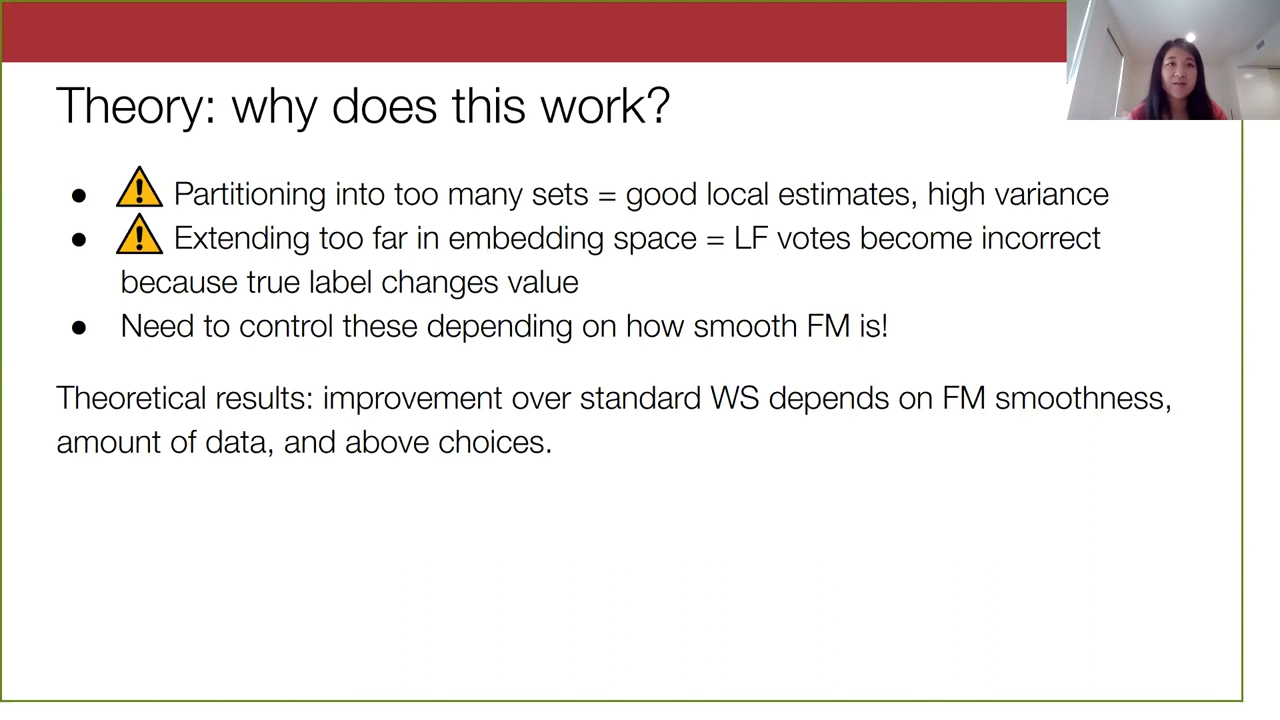 Theory: why does this work?
● ⚠ Partitioning into too many sets = good local estimates, high variance
● ⚠ Extending too far in embedding space = LF votes become incorrect
because true label changes value
● Need to control these depending on how smooth FM is!
Theoretical results: improvement over standard WS depends on FM smoothness,
amount of data, and above choices.